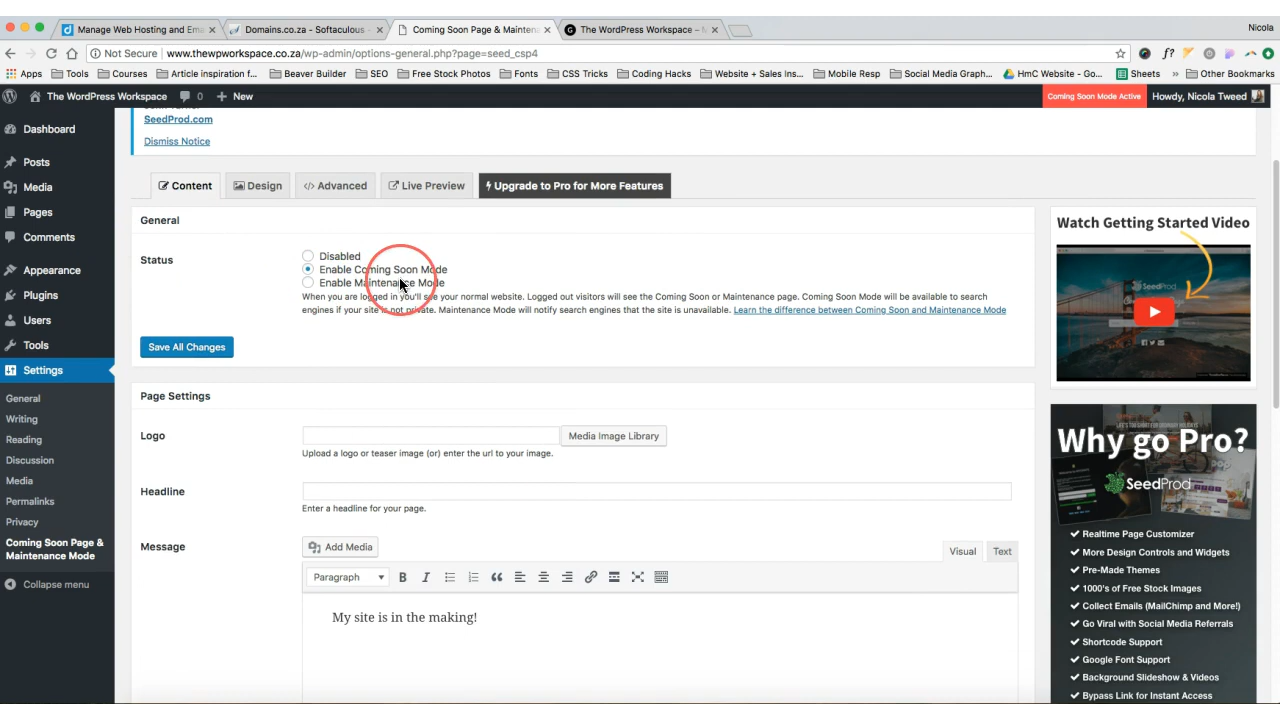 Nicola
Manage Web Hosting and Ema
Domains.co.za - Softaculous -
Coming Soon Page & Maintenan
The WordPress Workspace –
Not Secure | www.thewpworkspace.co.za/wp-admin/options-general.php?page=seed_csp4
Apps Tools Courses Article inspiration f... Beaver Builder SEO Free Stock Photos Fonts CSS Tricks Coding Hacks Website + Sales Ins... Mobile Resp Social Media Graph... HmC Website - Go... Sheets » Other Bookmarks
The WordPress Workspace 0 + New Coming Soon Mode Active Howdy, Nicola Tweed
SeedProd.com
Dismiss Notice
Dashboard
Posts
Media
Pages
Comments
Appearance
Plugins
Users
Tools
Settings
General
Writing
Reading
Discussion
Media
Permalinks
Privacy
Coming Soon Page &
Maintenance Mode
Collapse menu
Content Design </> Advanced Live Preview Upgrade to Pro for More Features
General
Status
Disabled
Enable Coming Soon Mode
Enable Maintenance Mode
When you are logged in you'll see your normal website. Logged out visitors will see the Coming Soon or Maintenance page. Coming Soon Mode will be available to search
engines if your site is not private. Maintenance Mode will notify search engines that the site is unavailable. Learn the difference between Coming Soon and Maintenance Mode
Save All Changes
Page Settings
Logo
Media Image Library
Upload a logo or teaser image (or) enter the url to your image.
Headline
Enter a headline for your page.
Message
Add Media
Visual Text
Paragraph B I
My site is in the making!
Watch Getting Started Video
SeedProd
Why go Pro?
SeedProd
Realtime Page Customizer
More Design Controls and Widgets
Pre-Made Themes
1000's of Free Stock Images
Collect Emails (MailChimp and More!)
Go Viral with Social Media Referrals
Shortcode Support
Google Font Support
Background Slideshow & Videos
Bypass Link for Instant Access